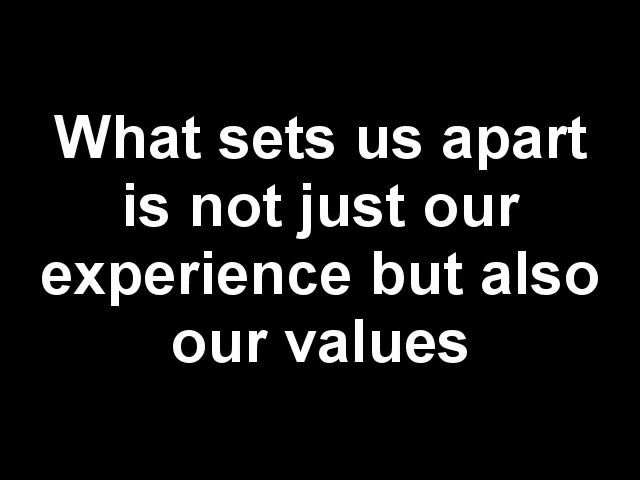 What sets us apart
is not just our
experience but also
our values